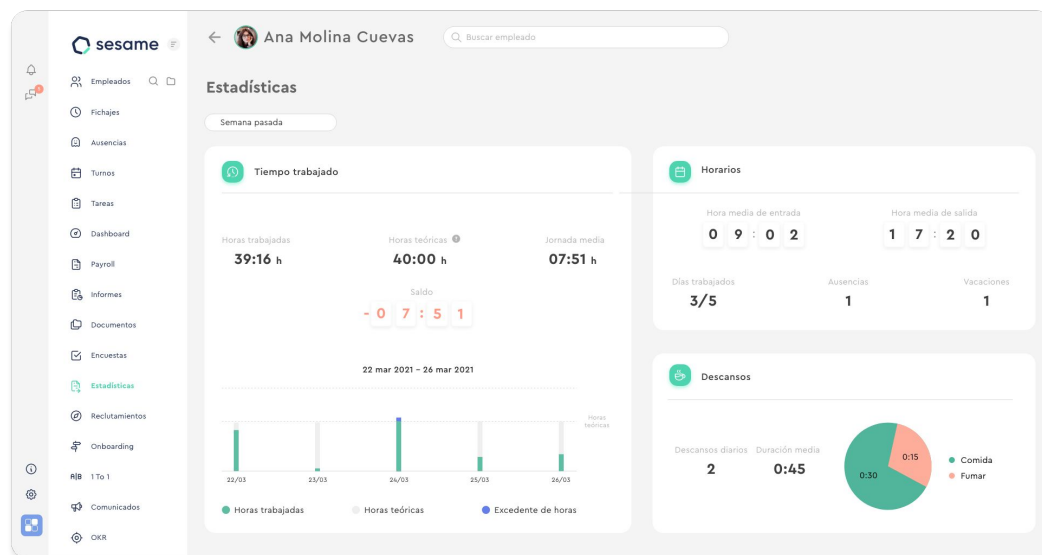 sesame
Empleados
Fichajes
Ausencias
Turnos
Tareas
Dashboard
Payroll
Informes
Documentos
Encuestas
Estadísticas
Reclutamientos
Onboarding
A|B 1 To 1
Comunicados
OKR
Ana Molina Cuevas
Buscar empleado
Estadísticas
Semana pasada
Tiempo trabajado
Horas trabajadas Horas teóricas Jornada media
39:16 h 40:00 h 07:51 h
Saldo
- 07:51
22 mar 2021 - 26 mar 2021
Horas
teóricas
22/03 23/03 24/03 25/03 26/03
Horas trabajadas Horas teóricas Excedente de horas
Horarios
Hora media de entrada Hora media de salida
09:02 17:20
Días trabajados Ausencias Vacaciones
3/5 1 1
Descansos
Descansos diarios Duración media
2 0:45
0:15
0:30
Comida
Fumar